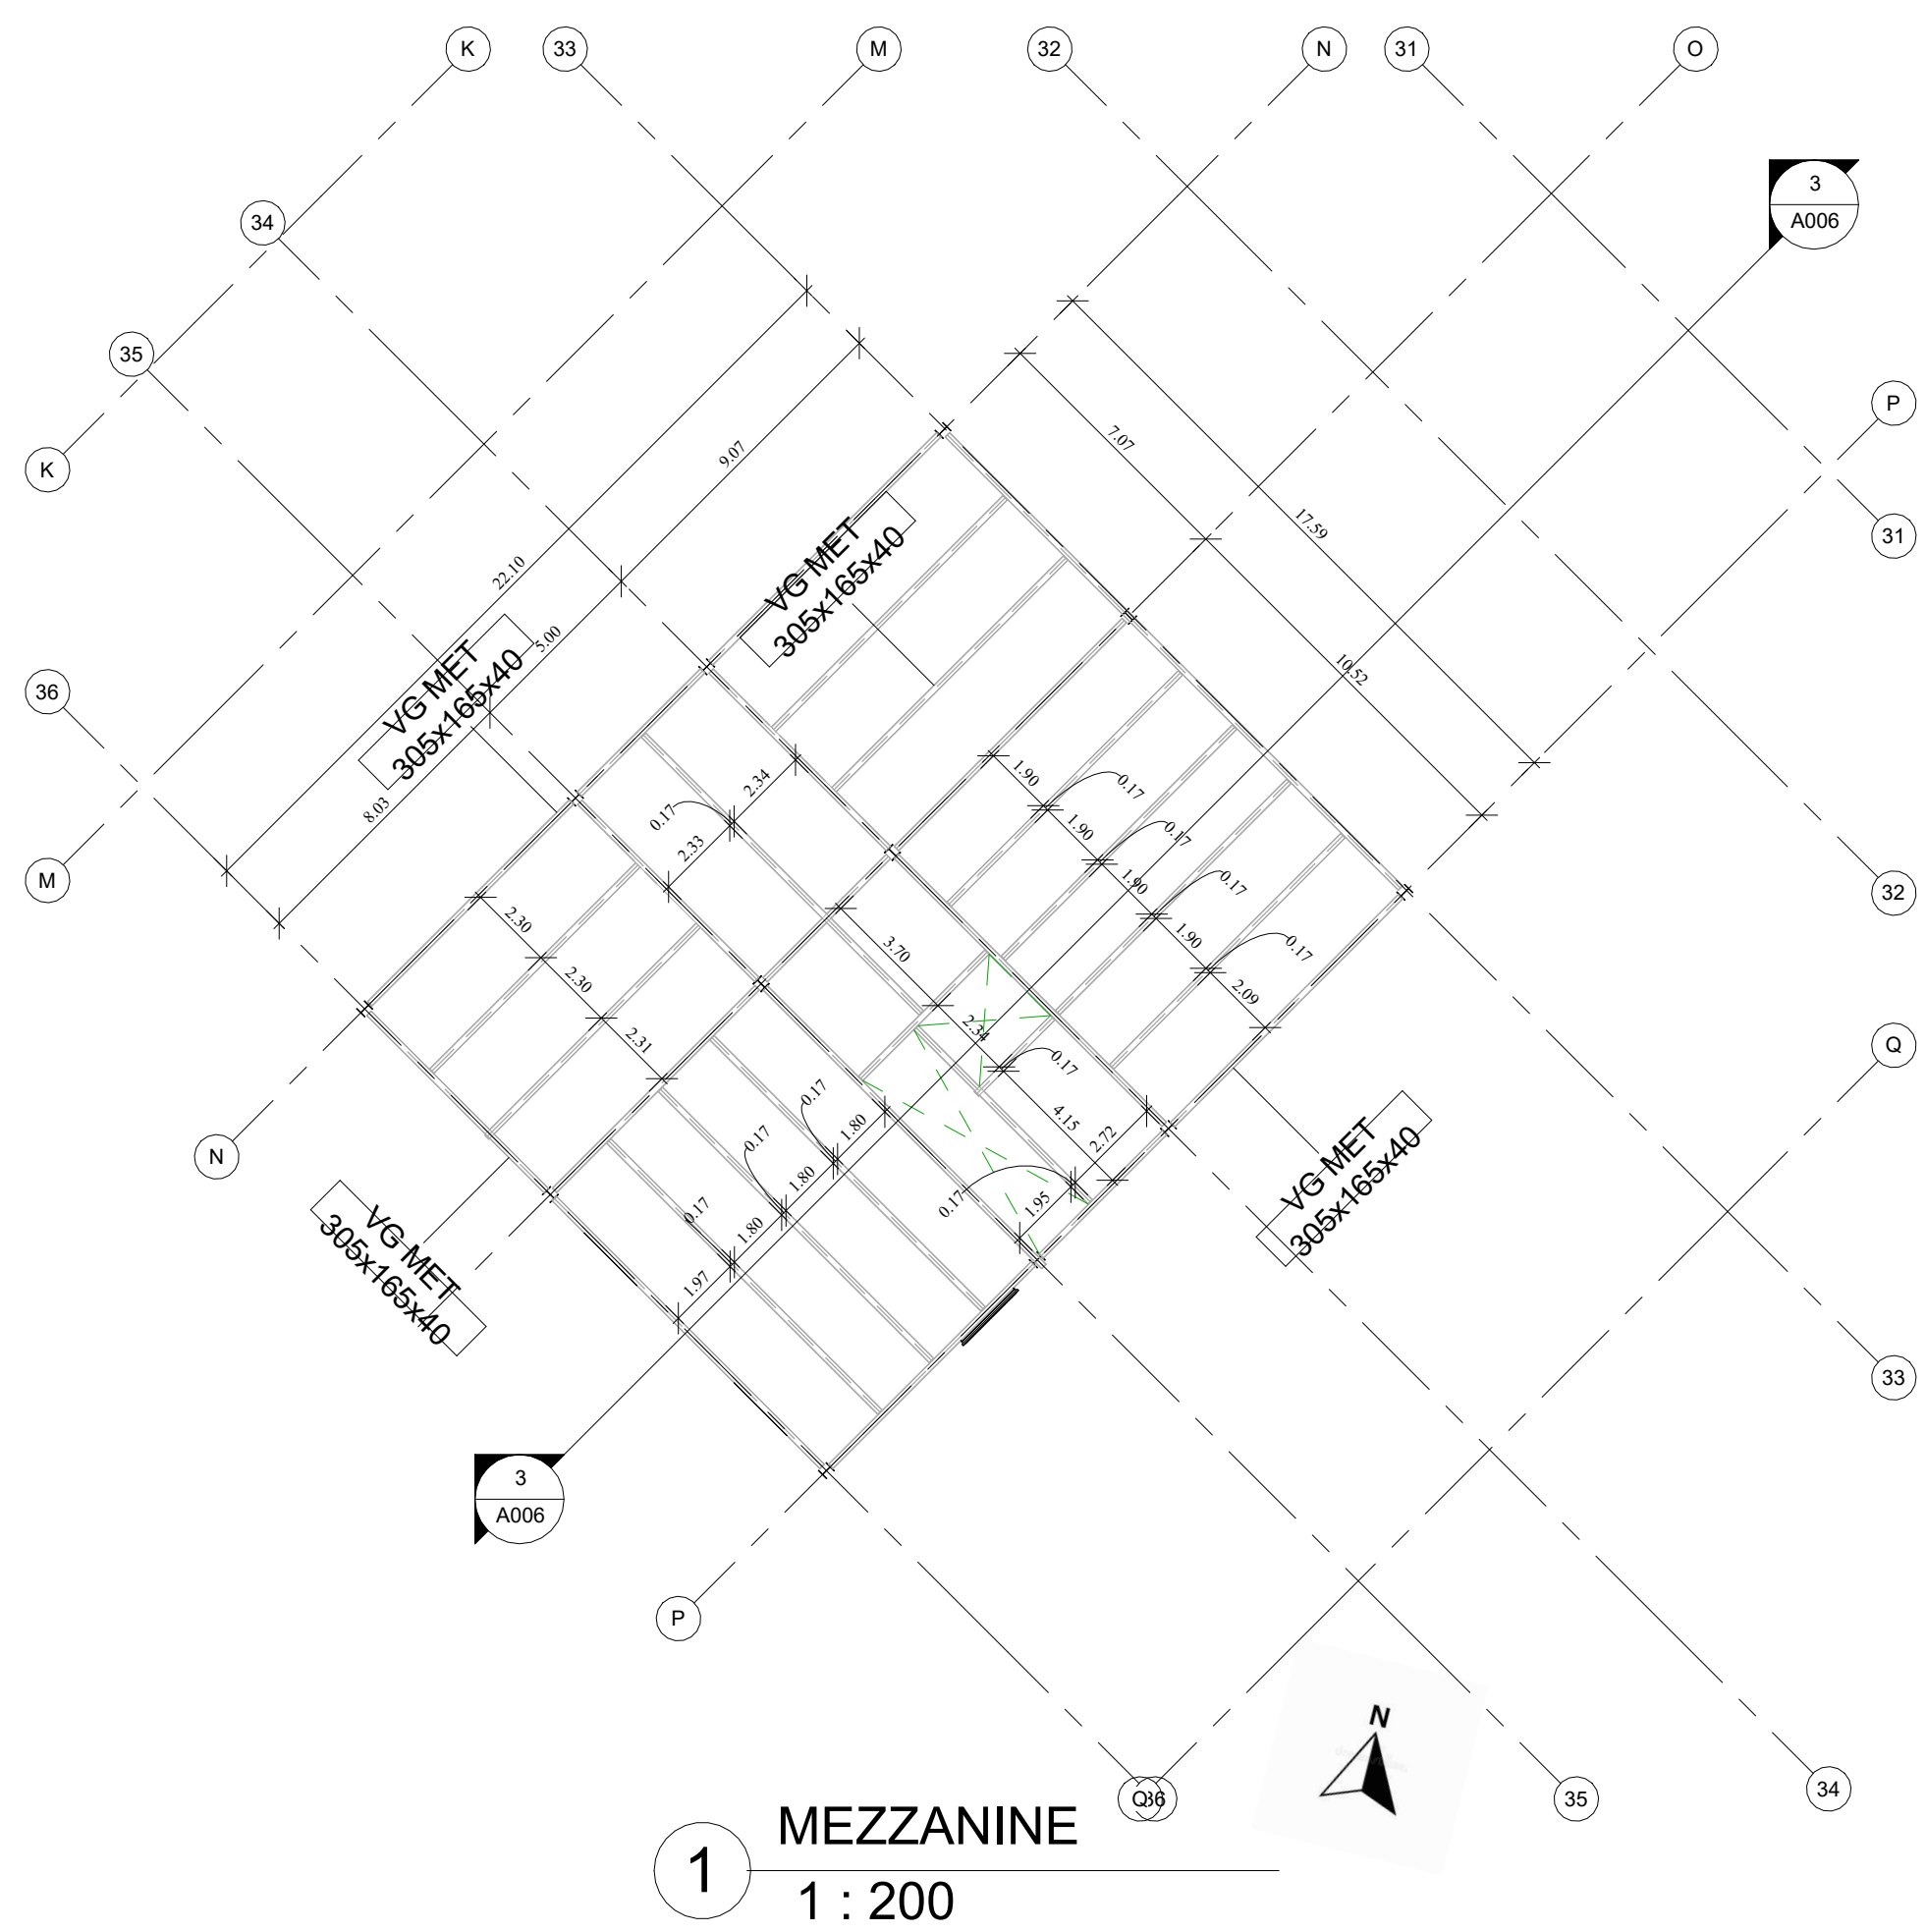 K
33
M
32
N
31
O
3
A006
34
35
P
K
31
7.07
9.07
17.59
VG MET
305x165x40
22.10
5.00
VG MET
305x165x40
10.52
36
8.03
M
32
2.34
0.17
2.33
1.90
0.17
1.90
0.17
1.90
0.17
1.90
0.17
2.09
2.30
2.30
2.31
3.70
2.34
0.17
4.15
2.72
0.17
1.95
Q
0.17
1.80
0.17
1.80
0.17
1.80
1.97
N
VG MET
305x165x40
VG MET
305x165x40
33
3
A006
P
N
Q
36
35
34
MEZZANINE
1
1 : 200